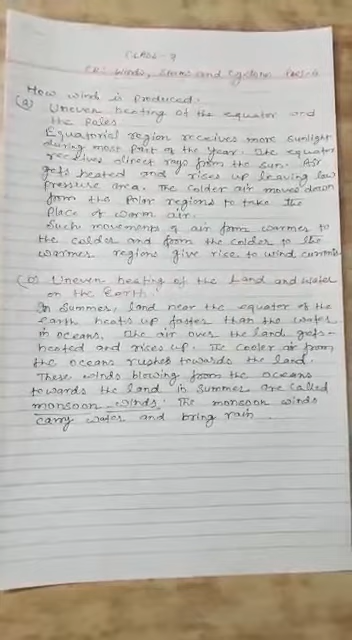 CLASS-7
CH: Winds, Storms and Cyclone
How wind is produced.
(a) Uneven heating of the equator and
the poles
Equatorial region receives more sunlight
during most part of the year. The equator
receives direct rays from the sun. Air
gets heated and rises up leaving low
pressure area. The colder air moves down
from the polar regions to take the
place of warm air.
Such movements of air from warmer to
the colder and from the colder to the
warmer regions give rise to wind currents
(b) Uneven heating of the Land and water
on the Earth
In Summer, land near the equator of the
earth heats up faster than the water
in oceans. The air over the land gets
heated and rises up. The cooler air from
the oceans rushes towards the land.
These winds blowing from the oceans
towards the land in Summer are called
monsoon winds. The monsoon winds
carry water and bring rain.